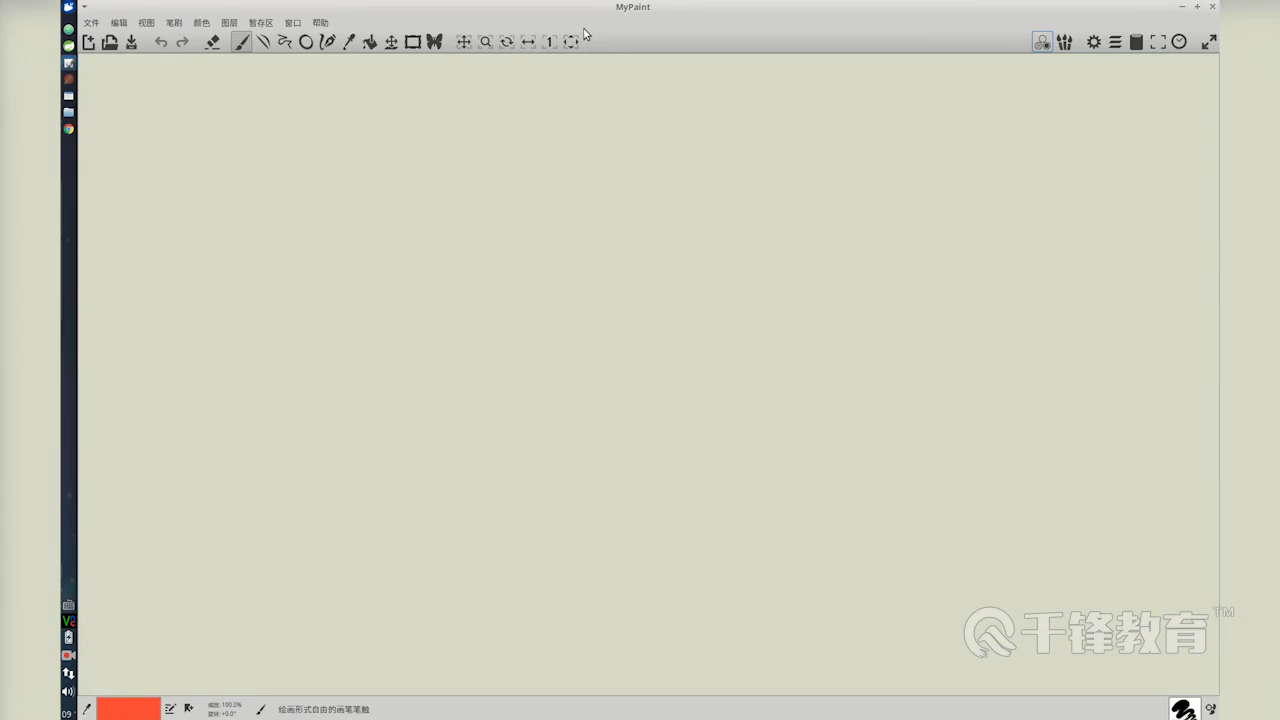 MyPaint
文件 编辑 视图 笔刷 颜色 图层 暂存区 窗口 帮助
1
千锋教育 TM
缩放: 100.0%
旋转: +0.0°
绘画形式自由的画笔笔触
09